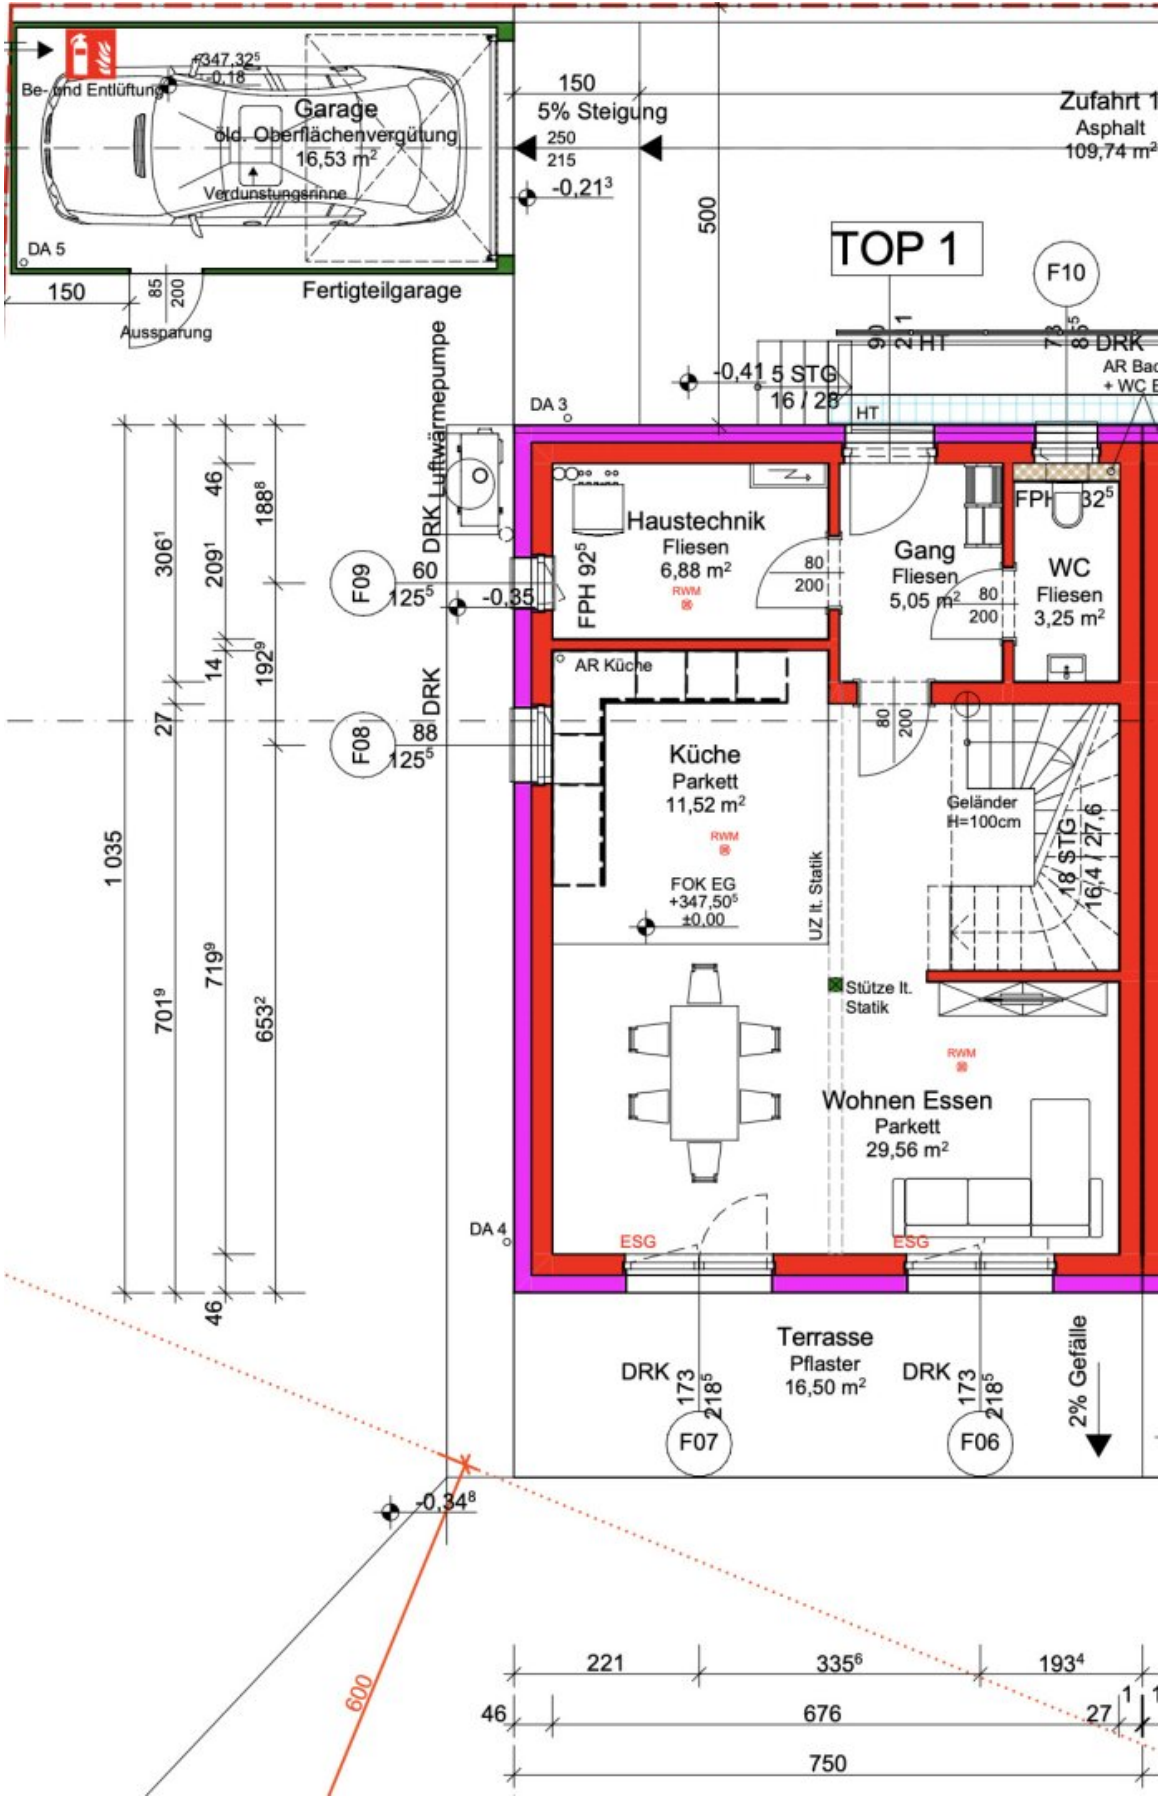 +347,32⁵
-0,18
Be- und Entlüftung
Garage
öld. Oberflächenvergütung
16,53 m²
Verdunstungsrinne
DA 5
150
85
200
Aussparung
Fertigteilgarage
150
5% Steigung
250
215
-0,21³
500
Zufahrt 1
Asphalt
109,74 m²
TOP 1
F10
90
HT
DRK
AR Bad
-0,41
5 STG
16 / 28
HT
DA 3
DRK Luftwärmepumpe
F09
60
125⁵
-0,35
FPH 92⁵
Haustechnik
Fliesen
6,88 m²
RWM
80
200
Gang
Fliesen
5,05 m²
80
200
WC
Fliesen
3,25 m²
DRK
F08
88
125⁵
AR Küche
Küche
Parkett
11,52 m²
RWM
FOK EG
+347,50⁵
±0,00
UZ lt. Statik
80
200
Geländer
H=100cm
18 STG
16,4 / 27,6
Stütze lt.
Statik
RWM
Wohnen Essen
Parkett
29,56 m²
DA 4
ESG
ESG
1 035
306¹
27
701⁹
46
209¹
14
719⁹
46
188⁸
192⁹
653²
Terrasse
Pflaster
16,50 m²
DRK
173
218⁵
F07
DRK
173
218⁵
F06
2% Gefälle
-0,34⁸
600
221
335⁶
193⁴
46
676
27
1
750